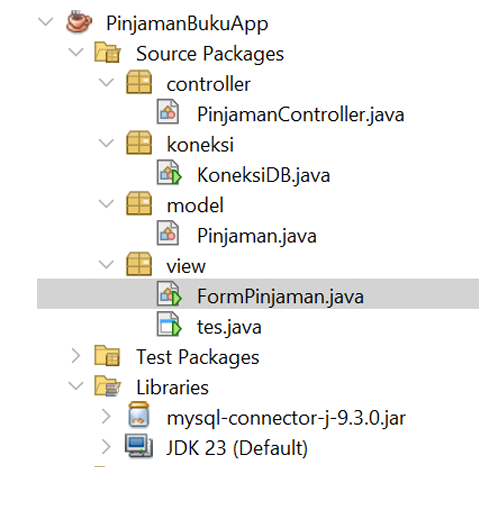 PinjamanBukuApp
Source Packages
controller
PinjamanController.java
koneksi
KoneksiDB.java
model
Pinjaman.java
view
FormPinjaman.java
tes.java
Test Packages
Libraries
mysql-connector-j-9.3.0.jar
JDK 23 (Default)